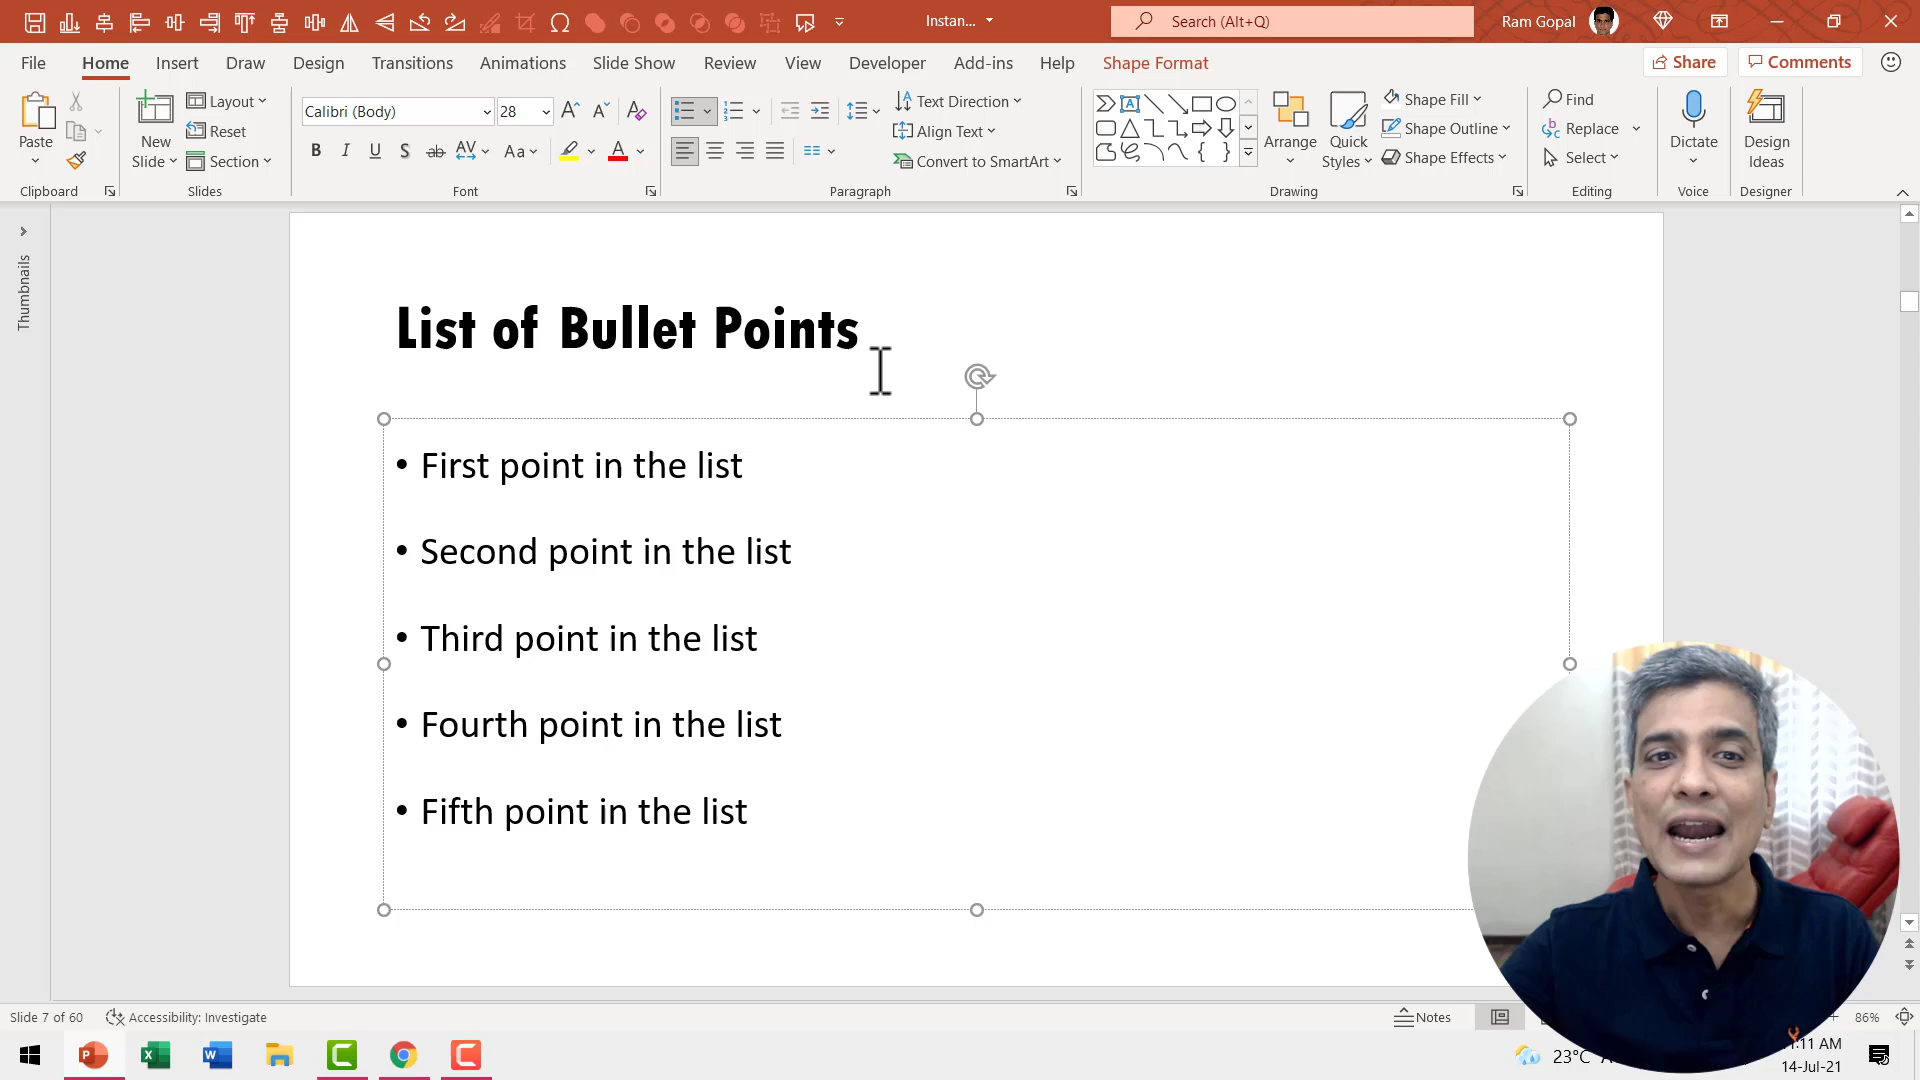 Instan...
Search (Alt+Q)
Ram Gopal
File Home Insert Draw Design Transitions Animations Slide Show Review View Developer Add-ins Help Shape Format
Share
Comments
Paste
New Slide
Layout
Reset
Section
Calibri (Body)
28
B I U S ab AV Aa A
Text Direction
Align Text
Convert to SmartArt
Arrange
Quick Styles
Shape Fill
Shape Outline
Shape Effects
Find
Replace
Select
Dictate
Design Ideas
Clipboard Slides Font Paragraph Drawing Editing Voice Designer
Thumbnails
List of Bullet Points
• First point in the list
• Second point in the list
• Third point in the list
• Fourth point in the list
• Fifth point in the list
Slide 7 of 60
Accessibility: Investigate
Notes
86%
23°C
:11 AM
14-Jul-21